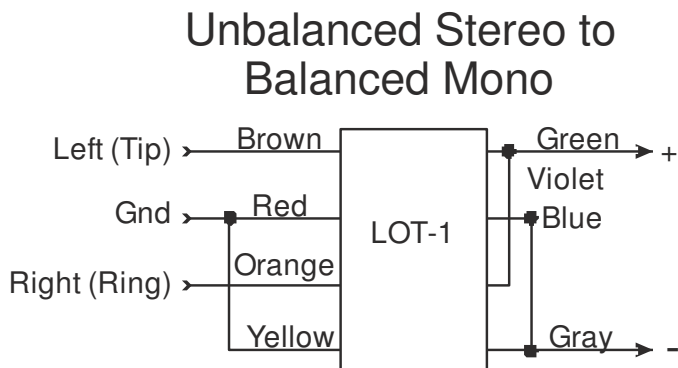 Unbalanced Stereo to
Balanced Mono
Left (Tip) Brown Green +
Violet
Gnd Red LOT-1 Blue
Right (Ring) Orange
Yellow Gray -